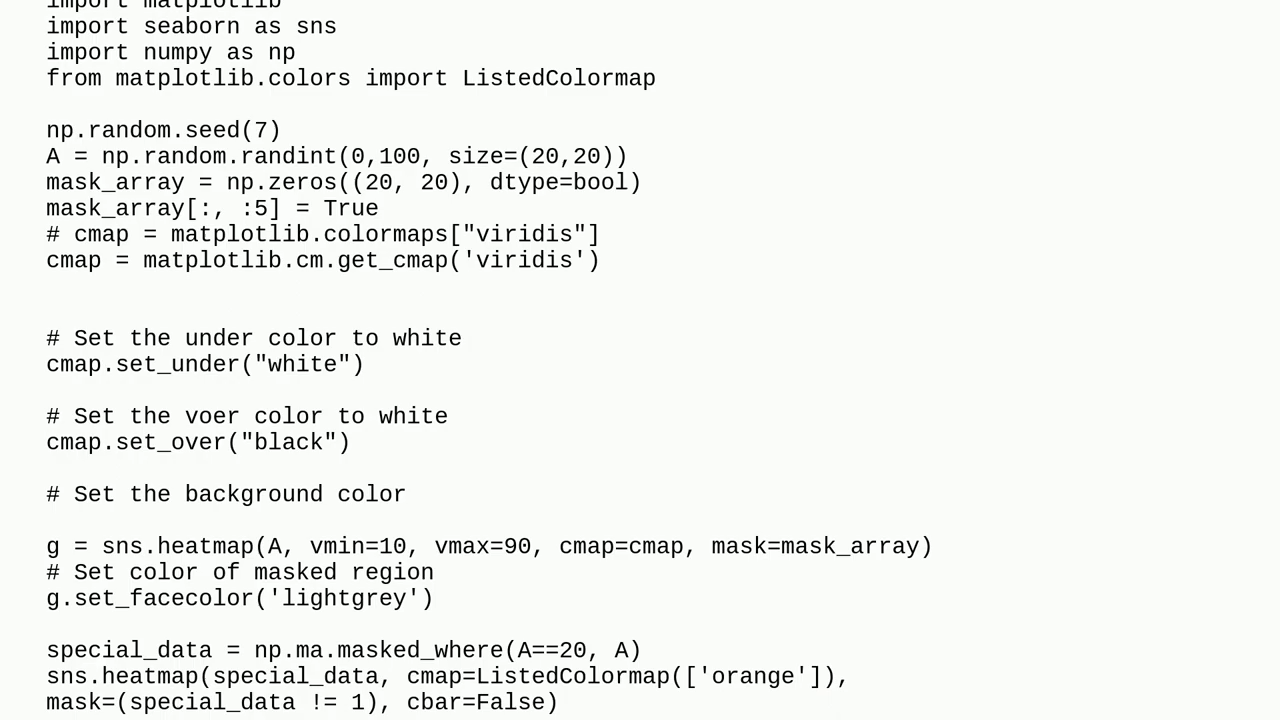 import matplotlib
import seaborn as sns
import numpy as np
from matplotlib.colors import ListedColormap
np.random.seed(7)
A = np.random.randint(0,100, size=(20,20))
mask_array = np.zeros((20, 20), dtype=bool)
mask_array[:, :5] = True
# cmap = matplotlib.colormaps["viridis"]
cmap = matplotlib.cm.get_cmap('viridis')
# Set the under color to white
cmap.set_under("white")
# Set the voer color to white
cmap.set_over("black")
# Set the background color
g = sns.heatmap(A, vmin=10, vmax=90, cmap=cmap, mask=mask_array)
# Set color of masked region
g.set_facecolor('lightgrey')
special_data = np.ma.masked_where(A==20, A)
sns.heatmap(special_data, cmap=ListedColormap(['orange']),
mask=(special_data != 1), cbar=False)